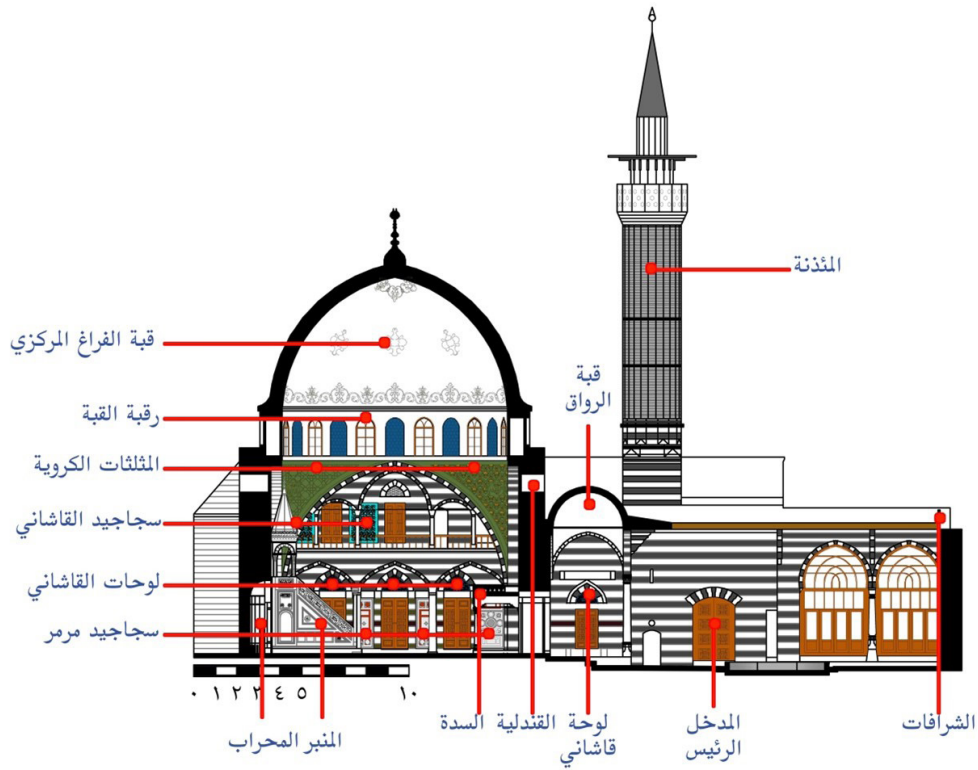 المئذنة
قبة الفراغ المركزي
قبة
الرواق
رقبة القبة
المثلثات الكروية
سجاجيد القاشاني
لوحات القاشاني
سجاجيد مرمر
٠ ١ ٢ ٣ ٤ ٥ ١٠
الشرافات
المدخل
الرئيس
لوحة
قاشاني
القندلية
السدة
المنبر
المحراب